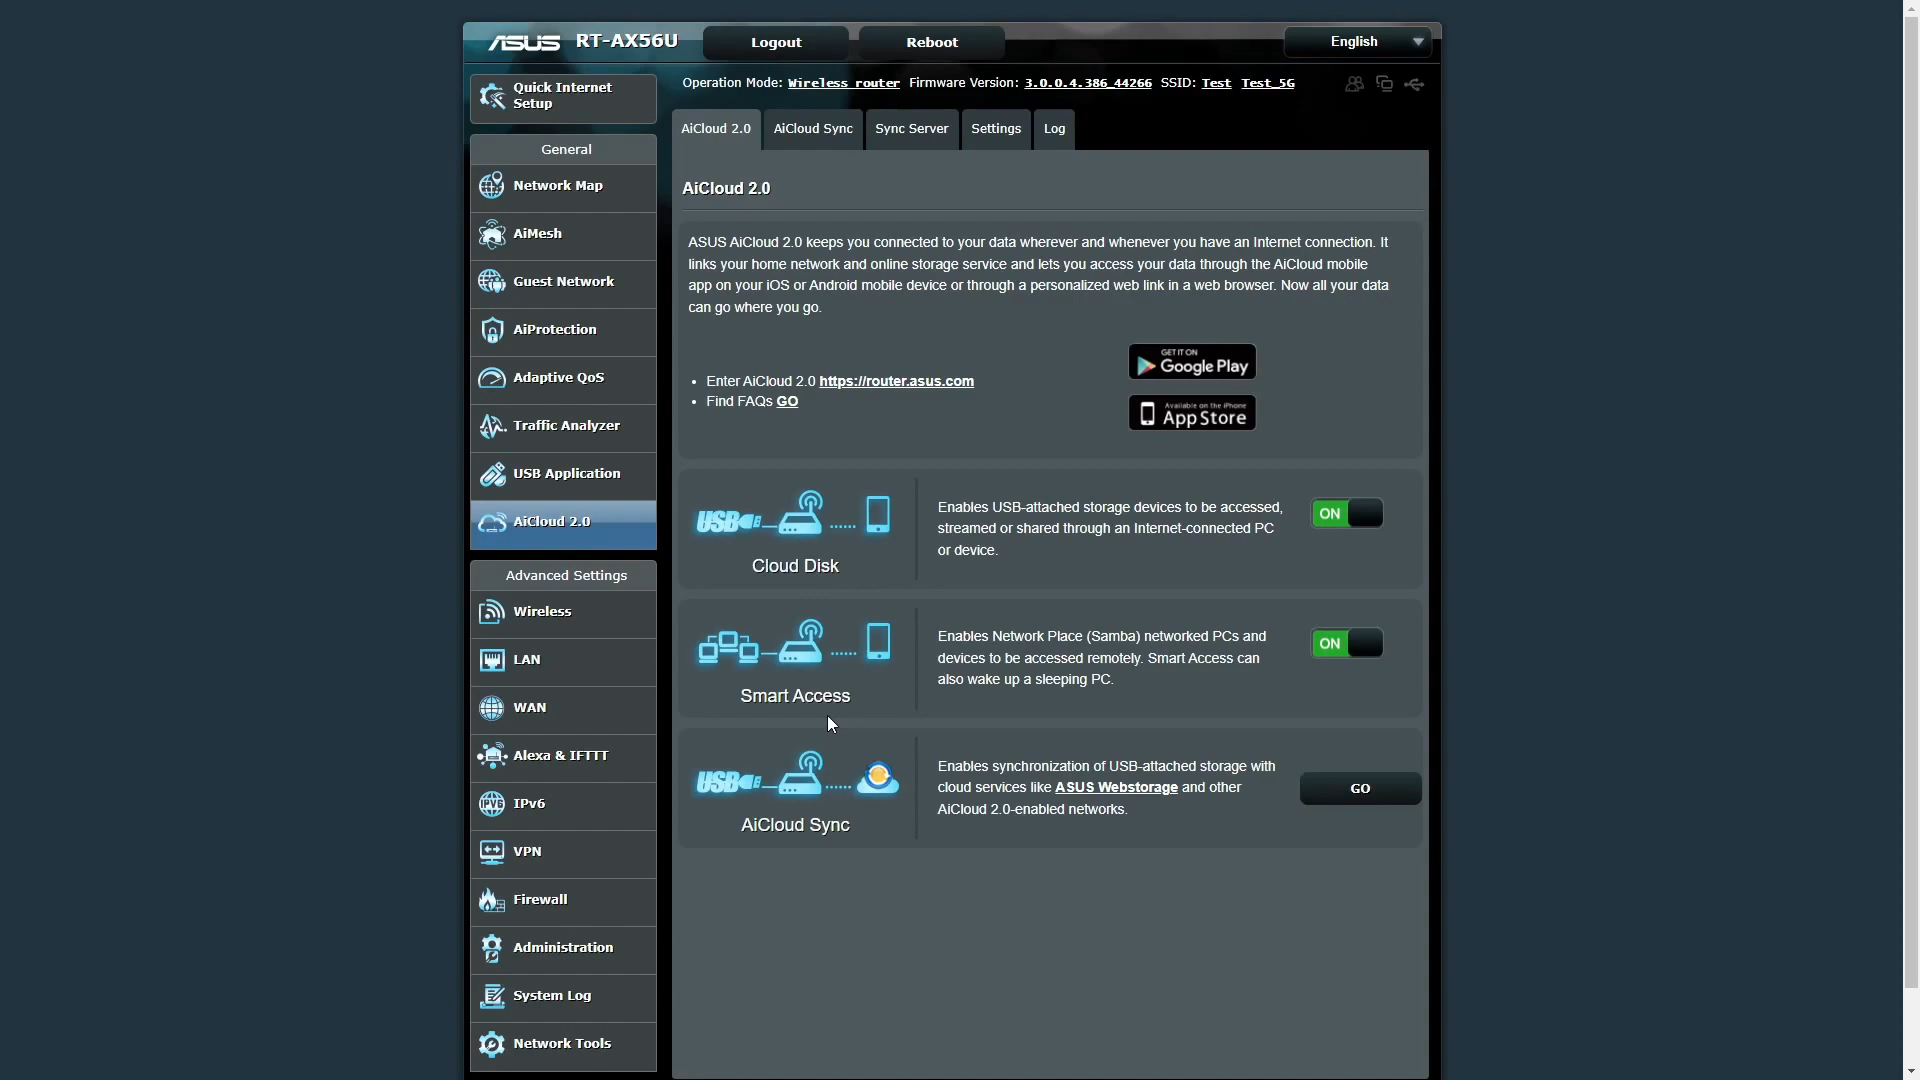 ASUS RT-AX56U Logout Reboot English
Operation Mode: Wireless router Firmware Version: 3.0.0.4.386_44266 SSID: Test Test_5G
Quick Internet
Setup
General
Network Map
AiMesh
Guest Network
AiProtection
Adaptive QoS
Traffic Analyzer
USB Application
AiCloud 2.0
Advanced Settings
Wireless
LAN
WAN
Alexa & IFTTT
IPv6
VPN
Firewall
Administration
System Log
Network Tools
AiCloud 2.0 AiCloud Sync Sync Server Settings Log
AiCloud 2.0
ASUS AiCloud 2.0 keeps you connected to your data wherever and whenever you have an Internet connection. It
links your home network and online storage service and lets you access your data through the AiCloud mobile
app on your iOS or Android mobile device or through a personalized web link in a web browser. Now all your data
can go where you go.
• Enter AiCloud 2.0 https://router.asus.com
• Find FAQs GO
GET IT ON
Google Play
Available on the iPhone
App Store
USB
Cloud Disk
Enables USB-attached storage devices to be accessed,
streamed or shared through an Internet-connected PC
or device.
ON
Smart Access
Enables Network Place (Samba) networked PCs and
devices to be accessed remotely. Smart Access can
also wake up a sleeping PC.
ON
USB
AiCloud Sync
Enables synchronization of USB-attached storage with
cloud services like ASUS Webstorage and other
AiCloud 2.0-enabled networks.
GO